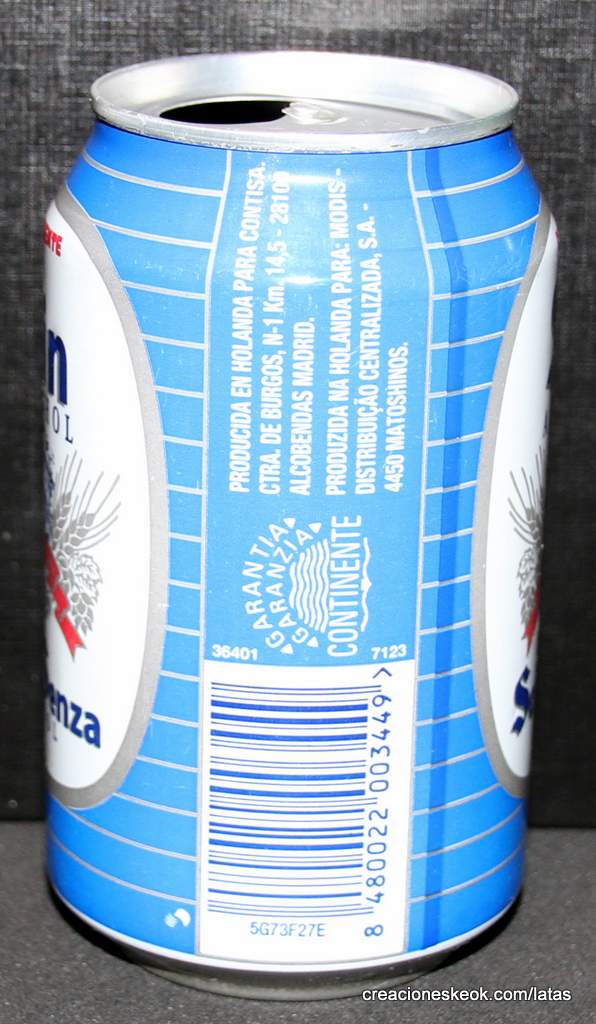 PRODUCIDA EN HOLANDA PARA CONTISA.
CTRA. DE BURGOS, N-1 Km. 14,5 - 28100
ALCOBENDAS MADRID.
PRODUZIDA NA HOLANDA PARA: MODIS -
DISTRIBUIÇÃO CENTRALIZADA, S.A. -
4450 MATOSHINOS.
GARANTIA
GARANZIA
CONTINENTE
36401 7123
8 480022 003449 >
5G73F27E
creacioneskeok.com/latas